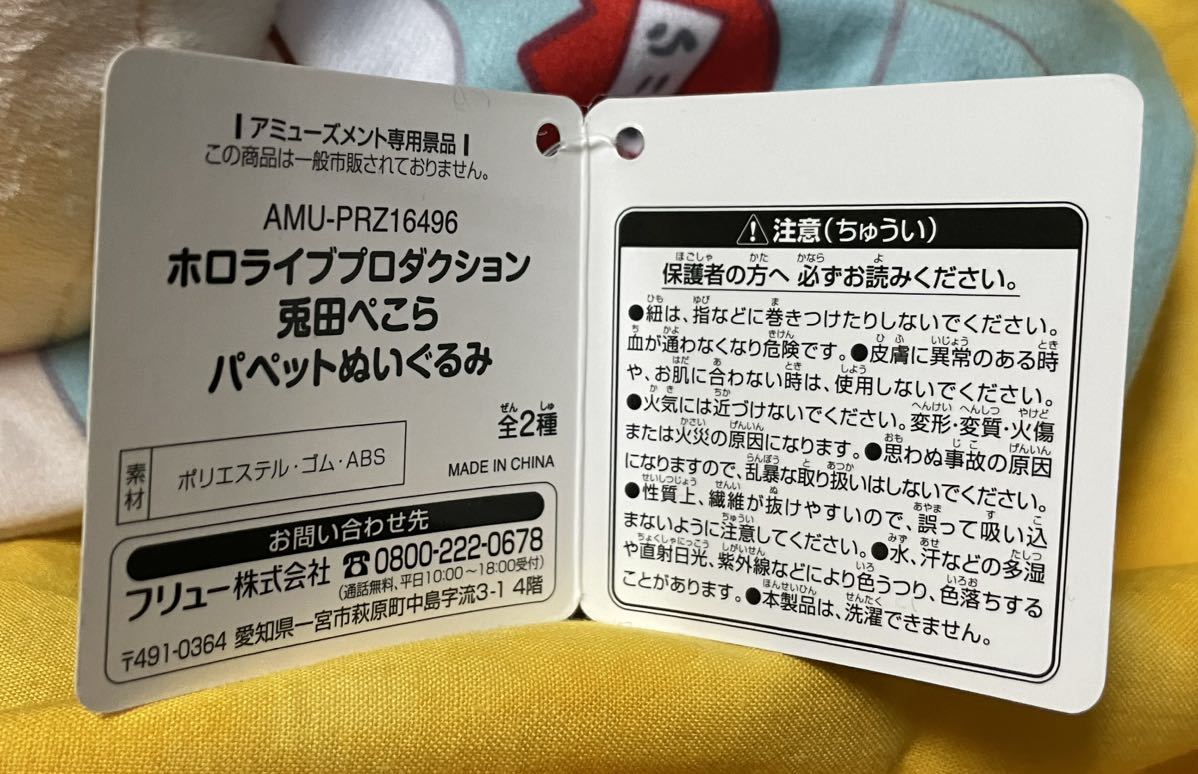 アミューズメント専用景品
この商品は一般市販されておりません。
AMU-PRZ16496
ホロライブプロダクション
兎田ぺこら
パペットぬいぐるみ
全2種
素材 ポリエステル・ゴム・ABS
MADE IN CHINA
お問い合わせ先
フリュー株式会社 ☎0800-222-0678
(通話無料、平日10:00～18:00受付)
〒491-0364 愛知県一宮市萩原町中島字流3-1 4階
⚠注意(ちゅうい)
保護者の方へ 必ずお読みください。
●紐は、指などに巻きつけたりしないでください。
血が通わなくなり危険です。●皮膚に異常のある時
や、お肌に合わない時は、使用しないでください。
●火気には近づけないでください。変形・変質・火傷
または火災の原因になります。●思わぬ事故の原因
になりますので、乱暴な取り扱いはしないでください。
●性質上、繊維が抜けやすいので、誤って吸い込
まないように注意してください。●水、汗などの多湿
や直射日光、紫外線などにより色うつり、色落ちする
ことがあります。●本製品は、洗濯できません。